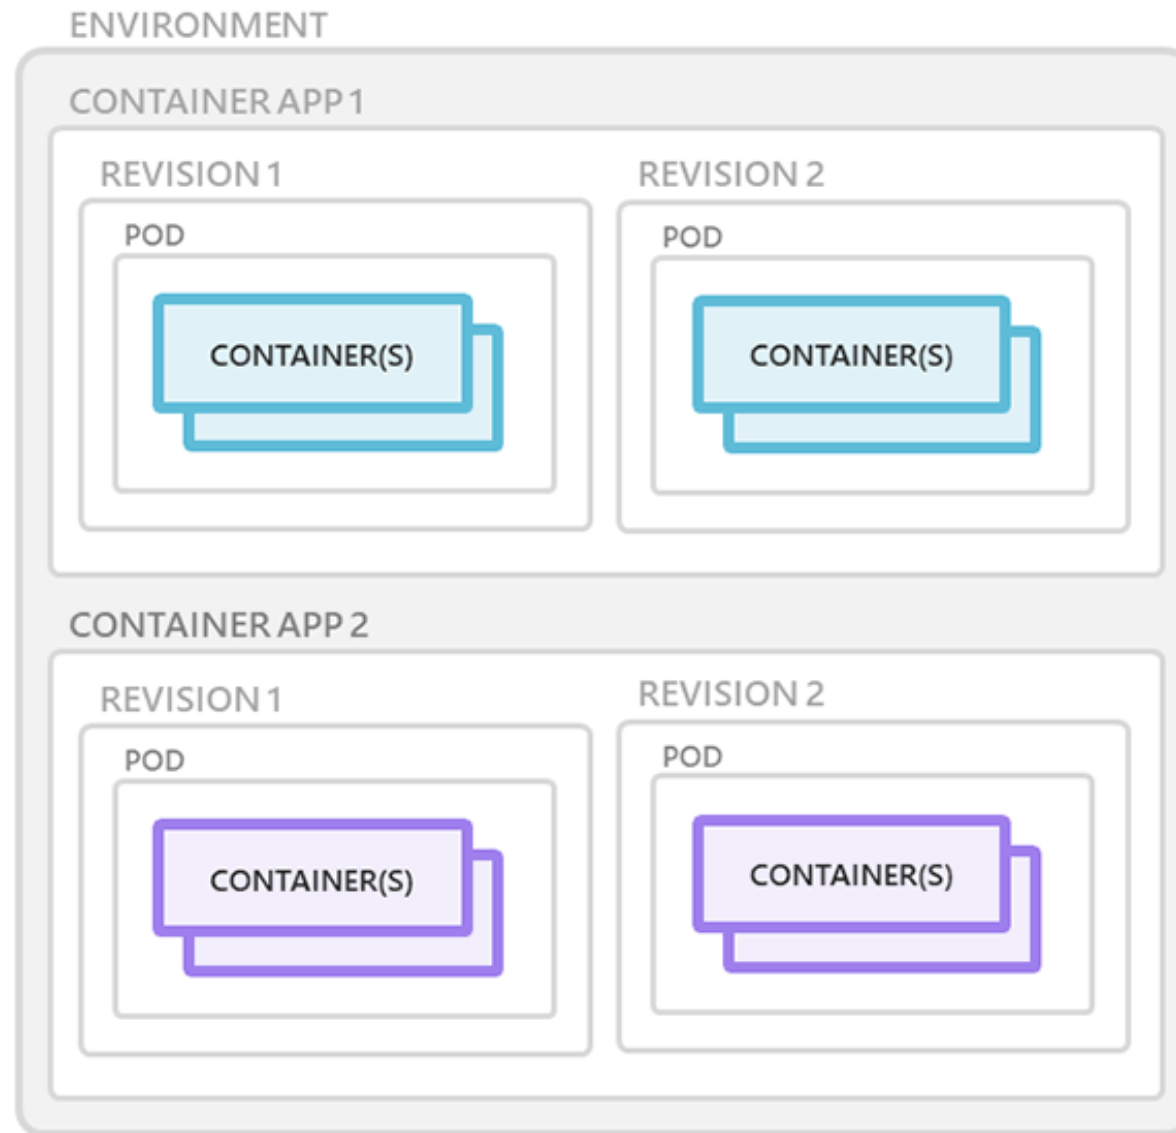 ENVIRONMENT
CONTAINER APP 1
REVISION 1
REVISION 2
POD
POD
CONTAINER(S)
CONTAINER(S)
CONTAINER APP 2
REVISION 1
REVISION 2
POD
POD
CONTAINER(S)
CONTAINER(S)